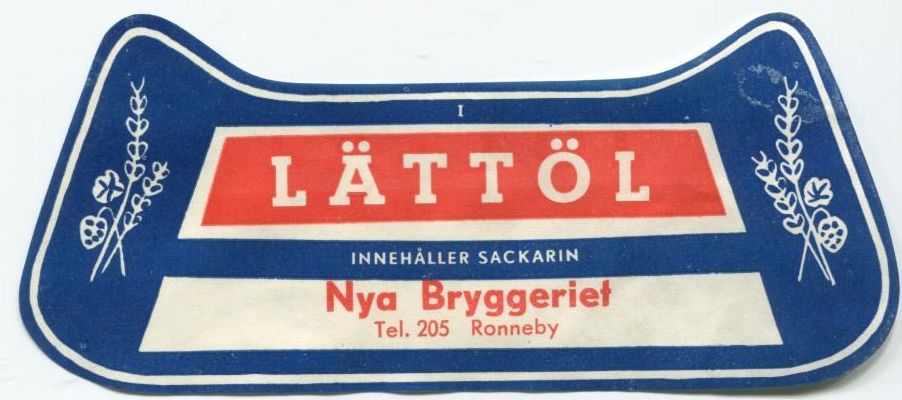 I
LÄTTÖL
INNEHÅLLER SACKARIN
Nya Bryggeriet
Tel. 205 Ronneby